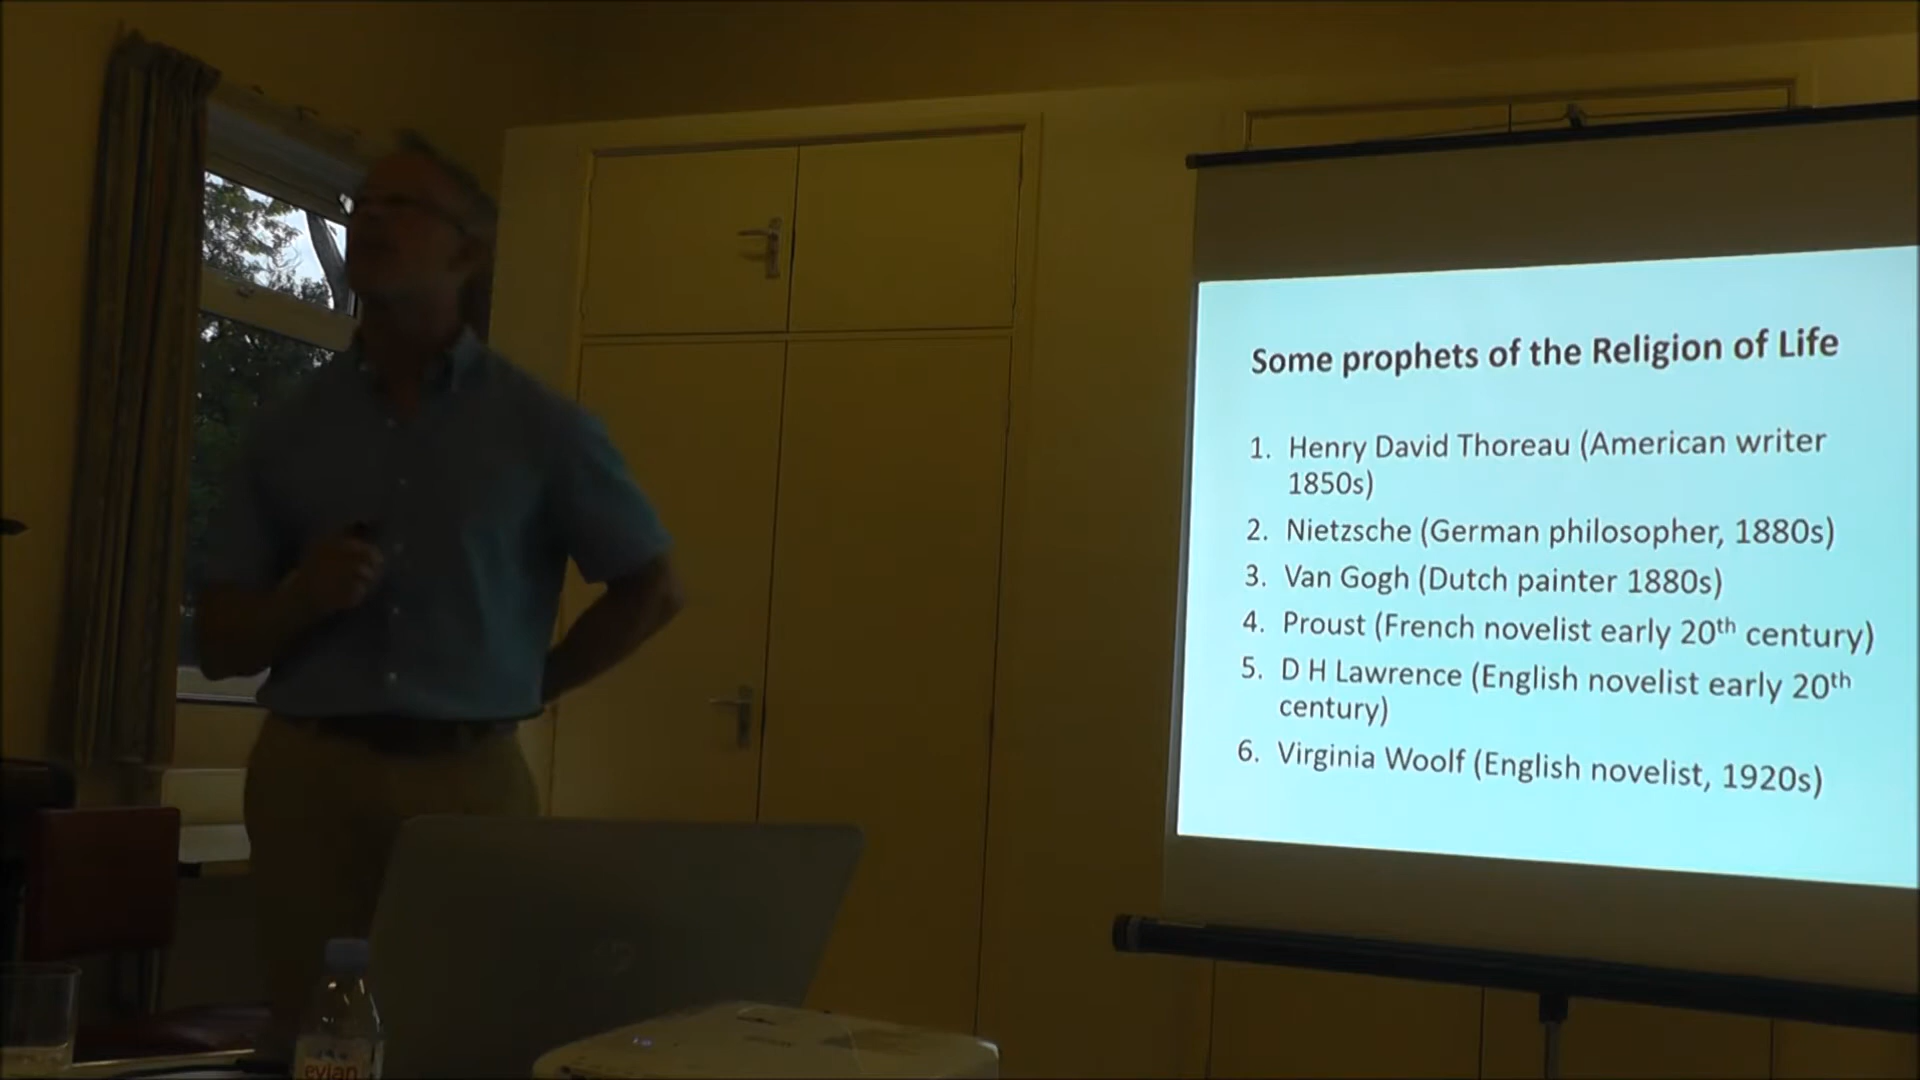 Some prophets of the Religion of Life
1. Henry David Thoreau (American writer
1850s)
2. Nietzsche (German philosopher, 1880s)
3. Van Gogh (Dutch painter 1880s)
4. Proust (French novelist early 20th century)
5. D H Lawrence (English novelist early 20th
century)
6. Virginia Woolf (English novelist, 1920s)
evian